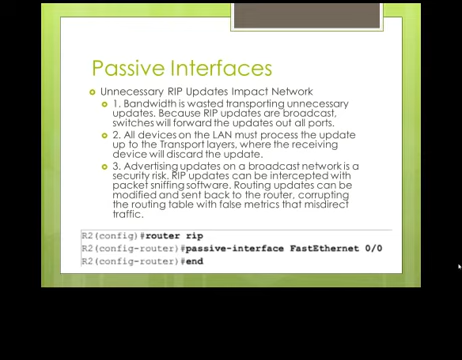 Passive Interfaces
Unnecessary RIP Updates Impact Network
1. Bandwidth is wasted transporting unnecessary
updates. Because RIP updates are broadcast,
switches will forward the updates out all ports.
2. All devices on the LAN must process the update
up to the Transport layers, where the receiving
device will discard the update.
3. Advertising updates on a broadcast network is a
security risk. RIP updates can be intercepted with
packet sniffing software. Routing updates can be
modified and sent back to the router, corrupting
the routing table with false metrics that misdirect
traffic.
R2(config)#router rip
R2(config-router)#passive-interface FastEthernet 0/0
R2(config-router)#end